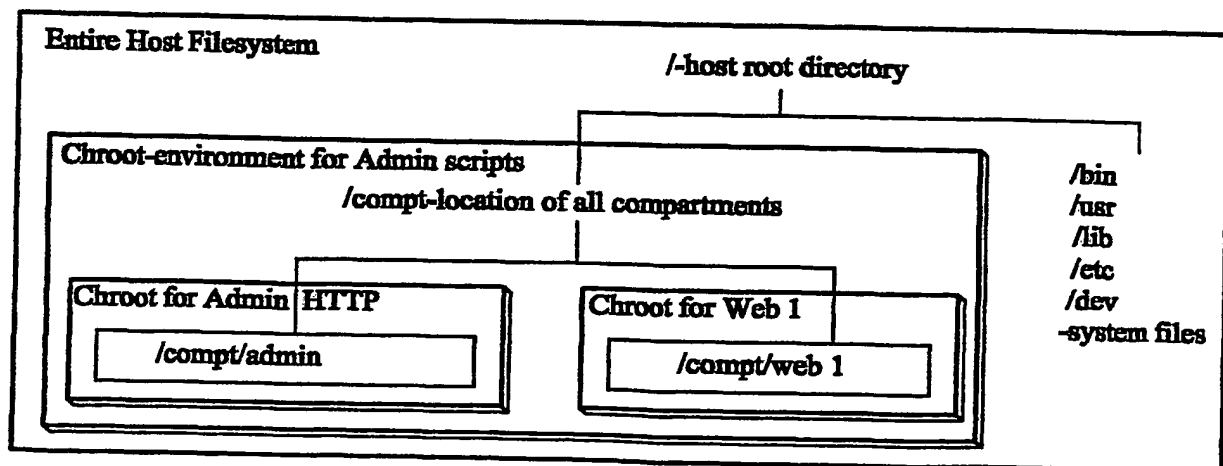 Entire Host Filesystem
/-host root directory
Chroot-environment for Admin scripts
/compt-location of all compartments
/bin
/usr
/lib
/etc
/dev
-system files
Chroot for Admin HTTP
/compt/admin
Chroot for Web 1
/compt/web 1